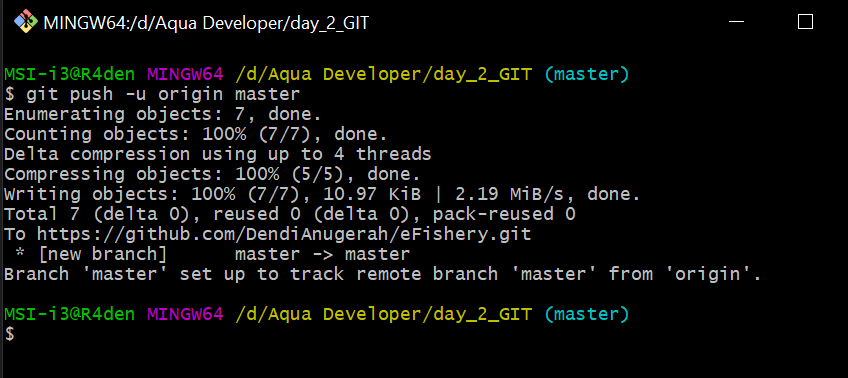 MINGW64:/d/Aqua Developer/day_2_GIT
MSI-i3@R4den MINGW64 /d/Aqua Developer/day_2_GIT (master)
$ git push -u origin master
Enumerating objects: 7, done.
Counting objects: 100% (7/7), done.
Delta compression using up to 4 threads
Compressing objects: 100% (5/5), done.
Writing objects: 100% (7/7), 10.97 KiB | 2.19 MiB/s, done.
Total 7 (delta 0), reused 0 (delta 0), pack-reused 0
To https://github.com/DendiAnugerah/eFishery.git
 * [new branch]      master -> master
Branch 'master' set up to track remote branch 'master' from 'origin'.
MSI-i3@R4den MINGW64 /d/Aqua Developer/day_2_GIT (master)
$